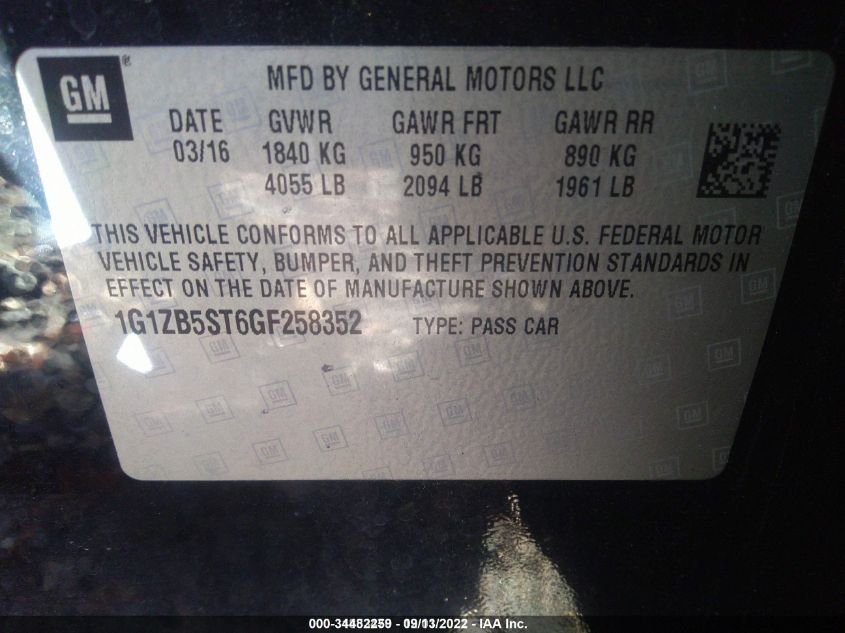 GM®
MFD BY GENERAL MOTORS LLC
DATE GVWR GAWR FRT GAWR RR
03/16 1840 KG 950 KG 890 KG
4055 LB 2094 LB 1961 LB
THIS VEHICLE CONFORMS TO ALL APPLICABLE U.S. FEDERAL MOTOR
VEHICLE SAFETY, BUMPER, AND THEFT PREVENTION STANDARDS IN
EFFECT ON THE DATE OF MANUFACTURE SHOWN ABOVE.
1G1ZB5ST6GF258352 TYPE: PASS CAR
000-34482259 - 09/13/2022 - IAA Inc.